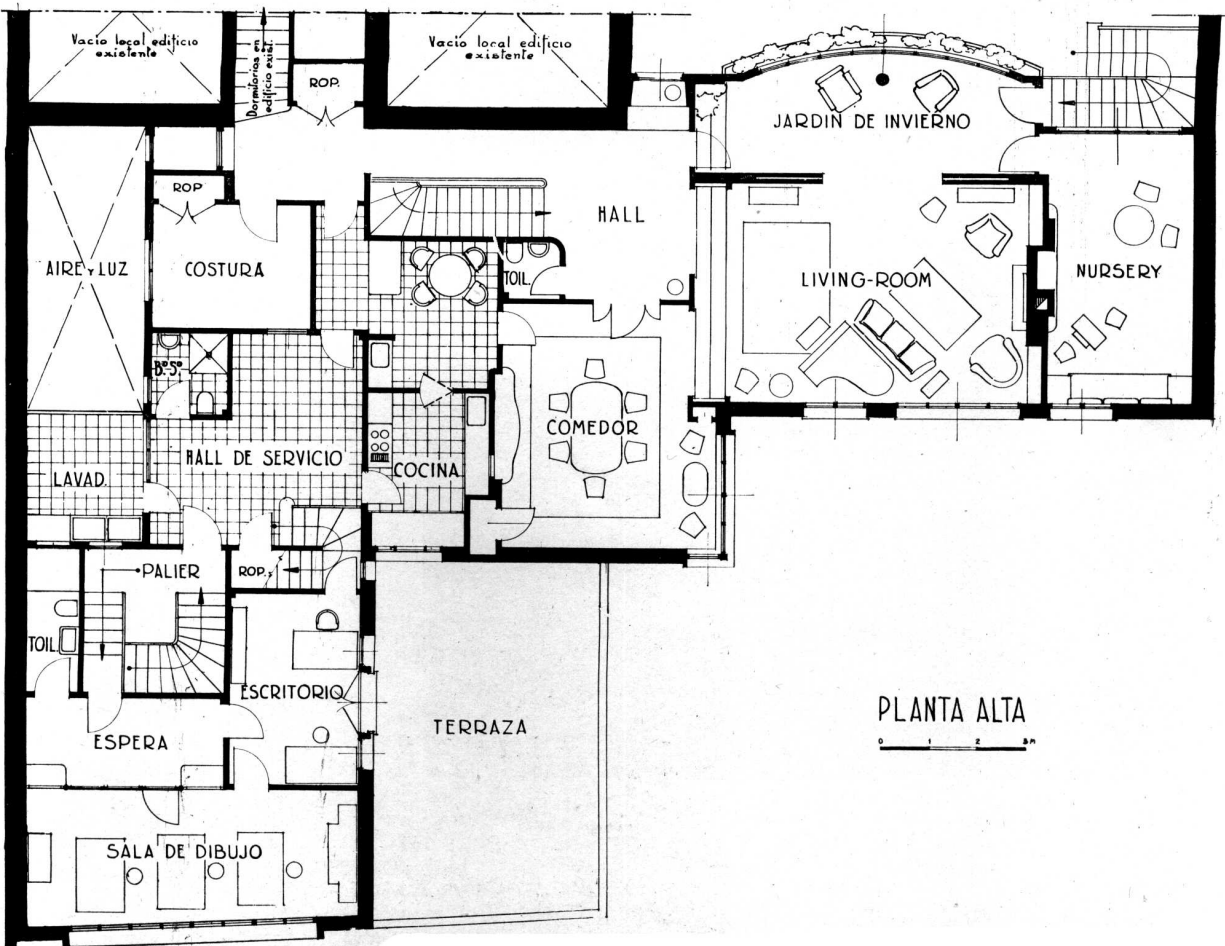 Vacio local edificio
existente
Dormitorios en
edificio exist.
ROP.
Vacio local edificio
existente
JARDIN DE INVIERNO
ROP
HALL
AIRE Y LUZ
COSTURA
TOIL.
LIVING-ROOM
NURSERY
Bº. Sº.
COMEDOR
HALL DE SERVICIO
COCINA
LAVAD.
PALIER
ROP.
TOIL.
ESCRITORIO
PLANTA ALTA
0 1 2 3M
TERRAZA
ESPERA
SALA DE DIBUJO